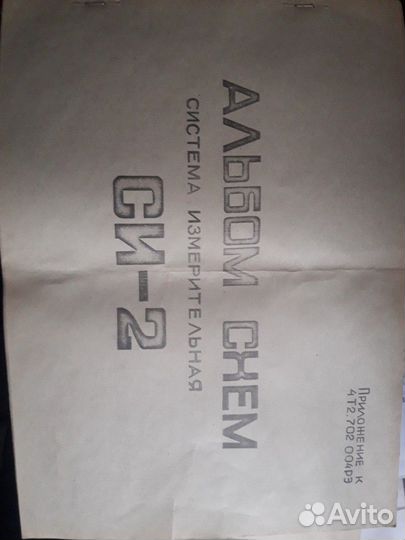 Приложение к
4Т2.702 004РЭ
АЛЬБОМ СХЕМ
СИСТЕМА ИЗМЕРИТЕЛЬНАЯ
СИ-2
Avito